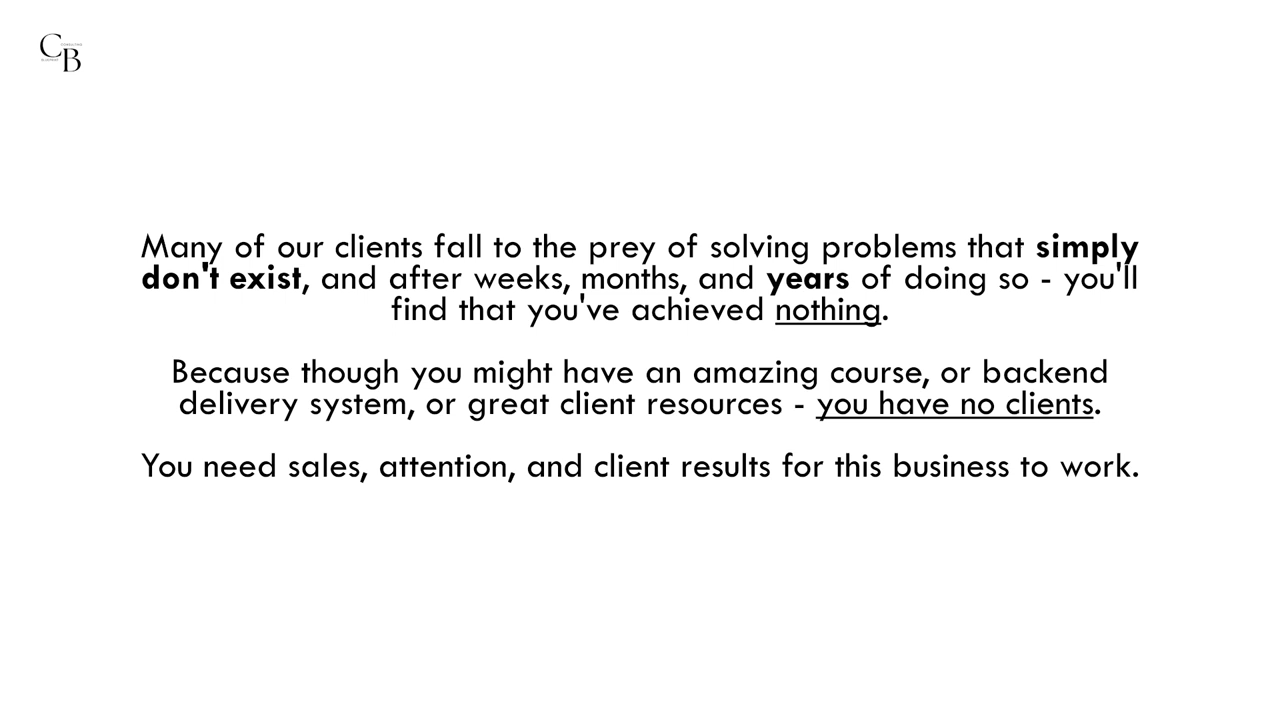 CB
Many of our clients fall to the prey of solving problems that simply
don't exist, and after weeks, months, and years of doing so - you'll
find that you've achieved nothing.
Because though you might have an amazing course, or backend
delivery system, or great client resources - you have no clients.
You need sales, attention, and client results for this business to work.